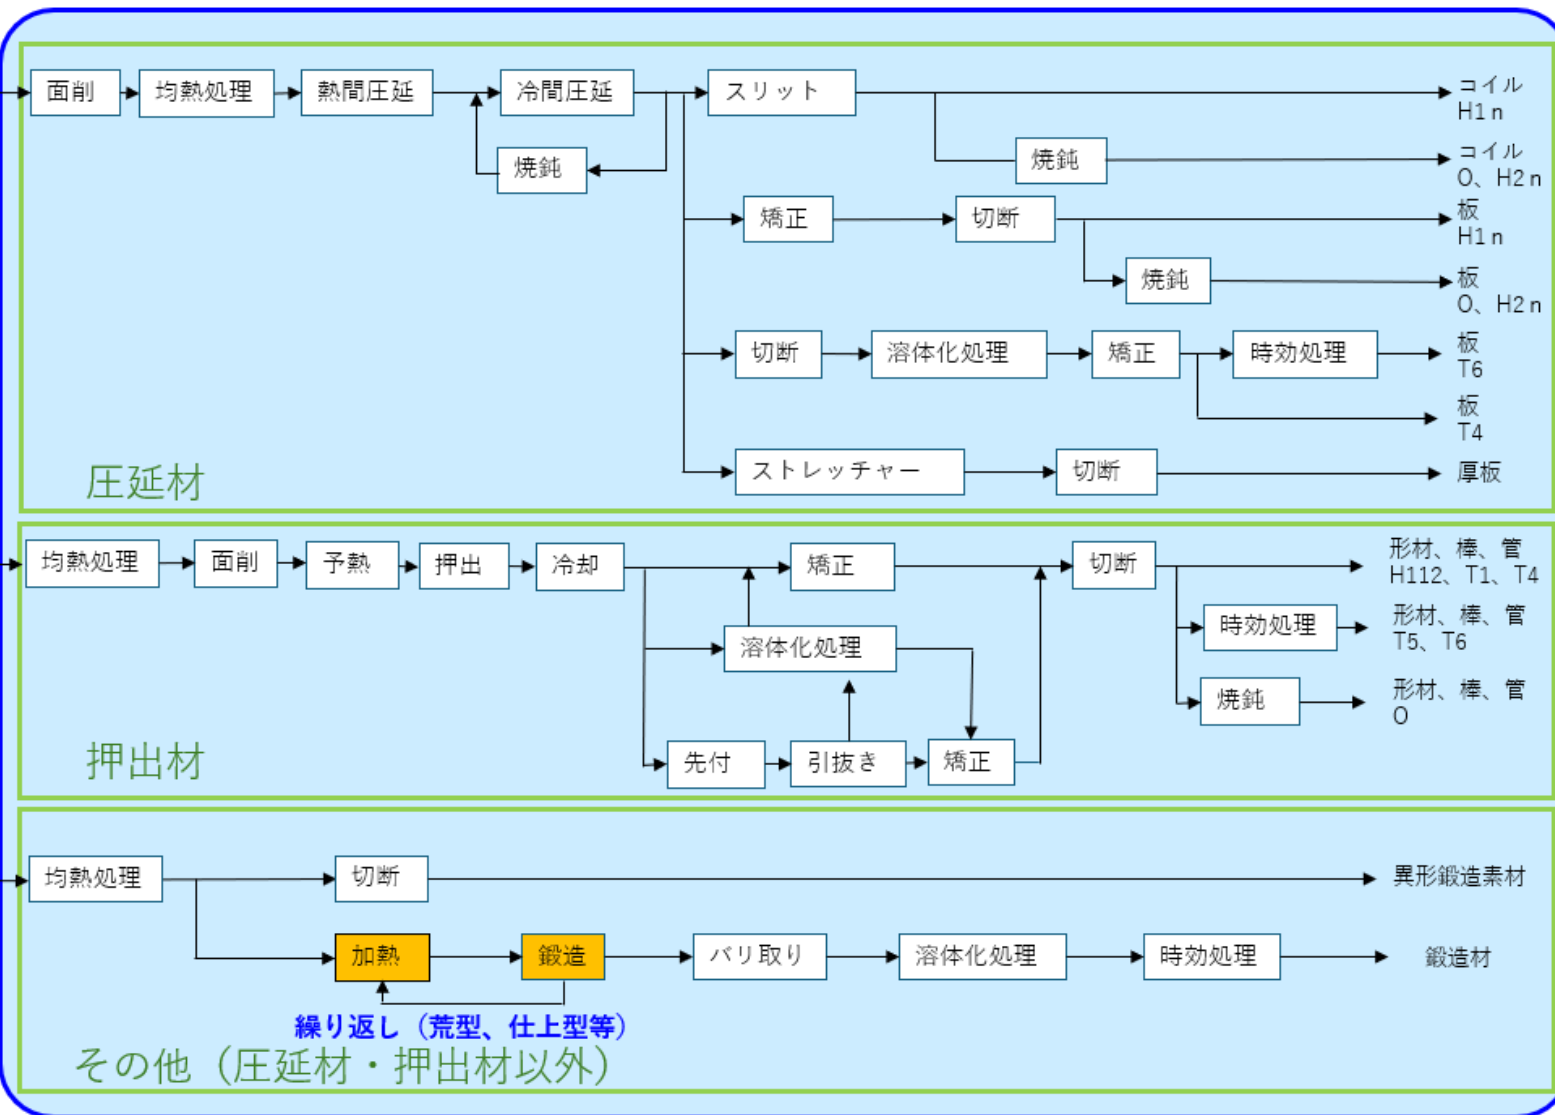 面削
均熱処理
熱間圧延
冷間圧延
スリット
コイル
H1n
焼鈍
焼鈍
コイル
O、H2n
矯正
切断
板
H1n
焼鈍
板
O、H2n
切断
溶体化処理
矯正
時効処理
板
T6
板
T4
ストレッチャー
切断
厚板
圧延材
均熱処理
面削
予熱
押出
冷却
矯正
切断
形材、棒、管
H112、T1、T4
溶体化処理
時効処理
形材、棒、管
T5、T6
焼鈍
形材、棒、管
O
先付
引抜き
矯正
押出材
均熱処理
切断
異形鍛造素材
加熱
鍛造
バリ取り
溶体化処理
時効処理
鍛造材
繰り返し（荒型、仕上型等）
その他（圧延材・押出材以外）